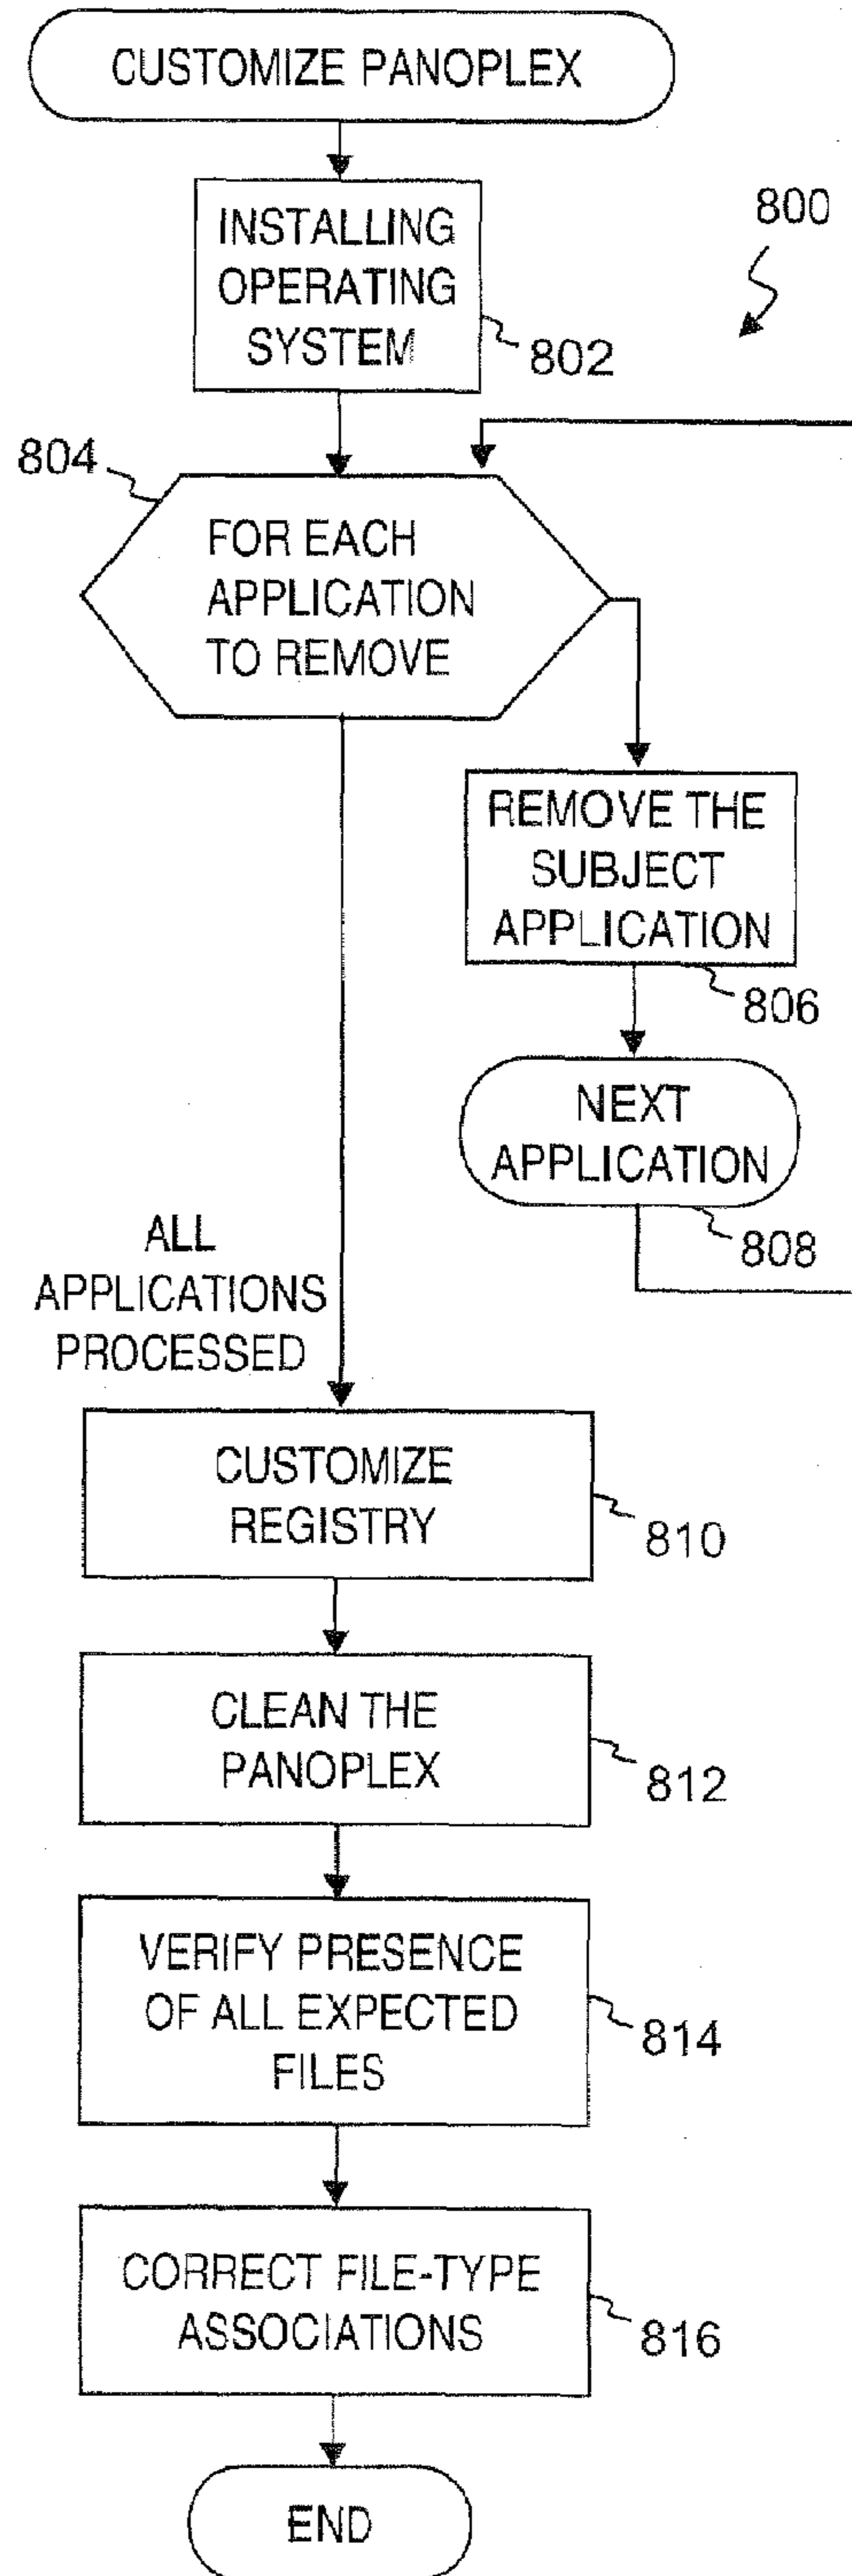 CUSTOMIZE PANOPLEX
800
INSTALLING
OPERATING
SYSTEM
802
804
FOR EACH
APPLICATION
TO REMOVE
REMOVE THE
SUBJECT
APPLICATION
806
NEXT
APPLICATION
808
ALL
APPLICATIONS
PROCESSED
CUSTOMIZE
REGISTRY
810
CLEAN THE
PANOPLEX
812
VERIFY PRESENCE
OF ALL EXPECTED
FILES
814
CORRECT FILE-TYPE
ASSOCIATIONS
816
END